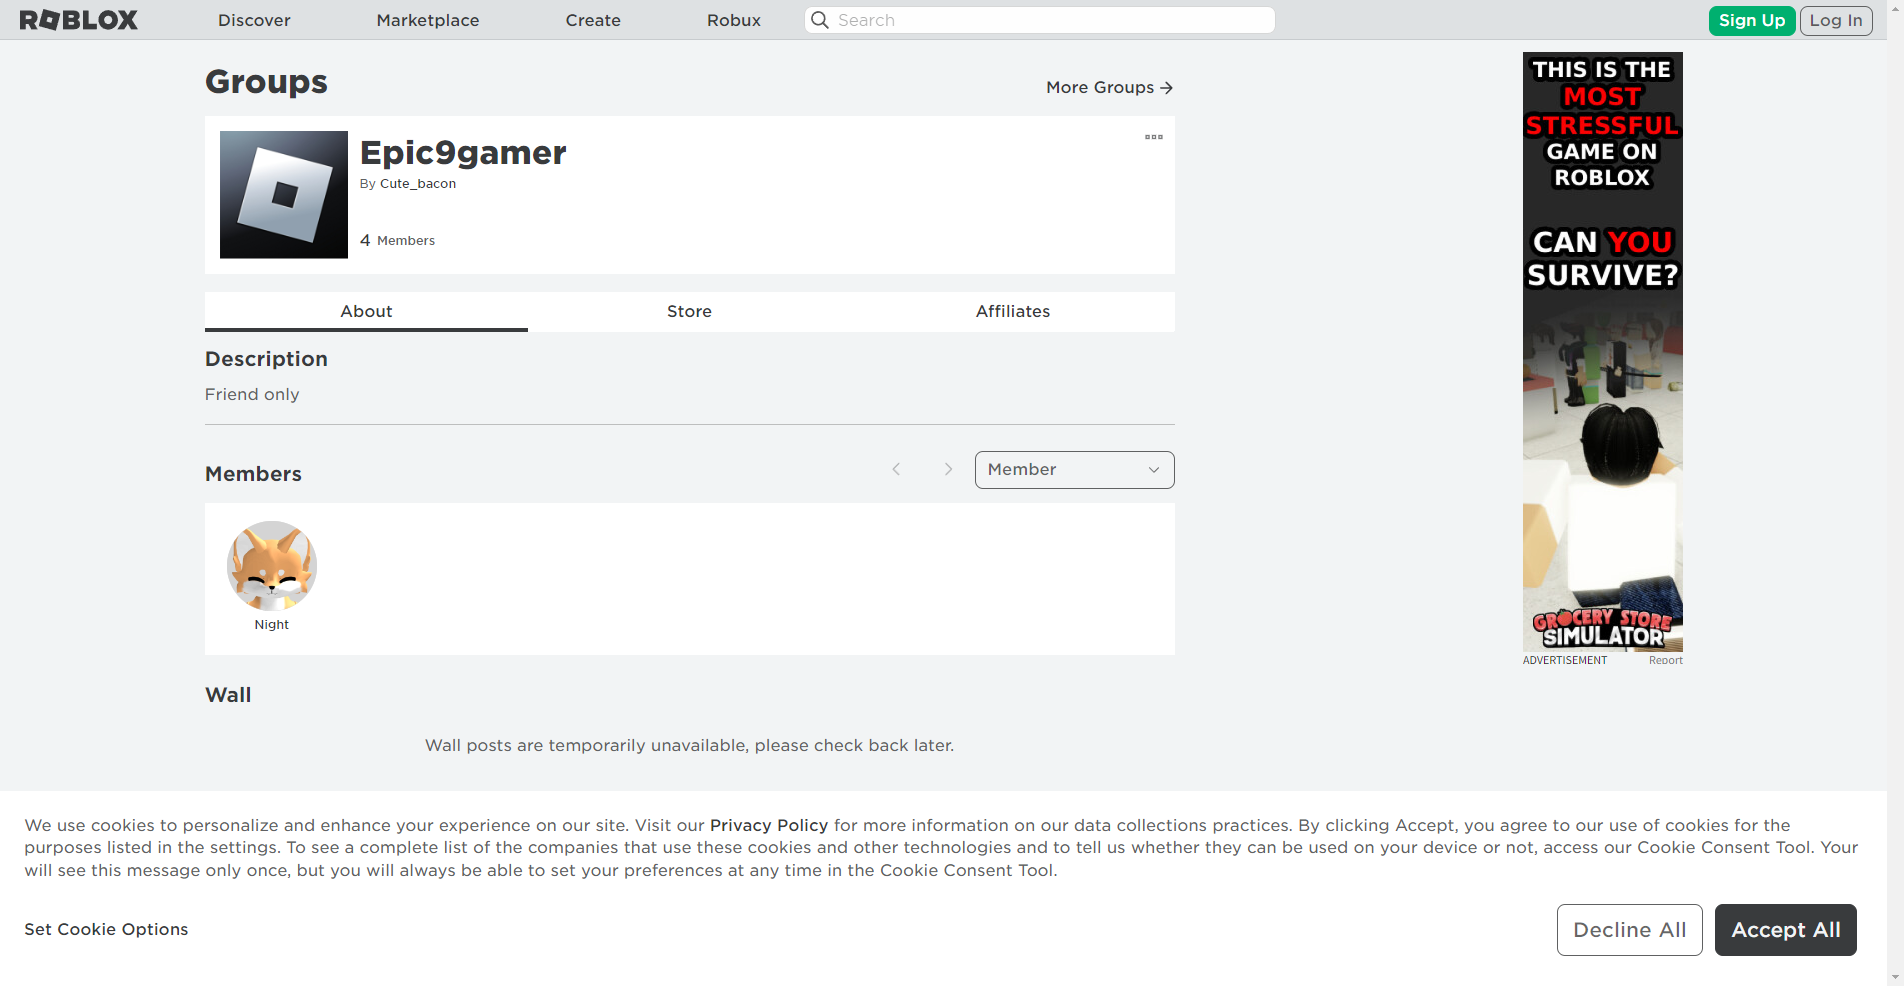 ROBLOX
Discover
Marketplace
Create
Robux
Search
Sign Up
Log In
Groups
More Groups
Epic9gamer
By Cute_bacon
4 Members
About
Store
Affiliates
Description
Friend only
Members
Member
Night
Wall
Wall posts are temporarily unavailable, please check back later.
THIS IS THE
MOST
STRESSFUL
GAME ON
ROBLOX
CAN YOU
SURVIVE?
GROCERY STORE
SIMULATOR
ADVERTISEMENT
Report
We use cookies to personalize and enhance your experience on our site. Visit our Privacy Policy for more information on our data collections practices. By clicking Accept, you agree to our use of cookies for the
purposes listed in the settings. To see a complete list of the companies that use these cookies and other technologies and to tell us whether they can be used on your device or not, access our Cookie Consent Tool. Your
will see this message only once, but you will always be able to set your preferences at any time in the Cookie Consent Tool.
Set Cookie Options
Decline All
Accept All